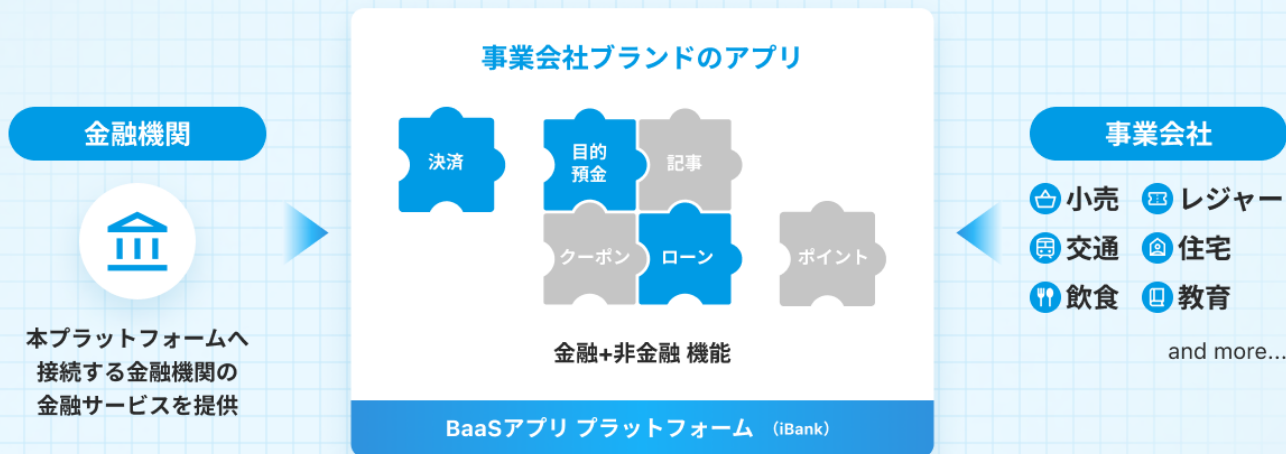 事業会社ブランドのアプリ
金融機関
本プラットフォームへ
接続する金融機関の
金融サービスを提供
決済
目的
預金
記事
クーポン
ローン
ポイント
金融+非金融 機能
BaaSアプリ プラットフォーム （iBank）
事業会社
小売 レジャー
交通 住宅
飲食 教育
and more...